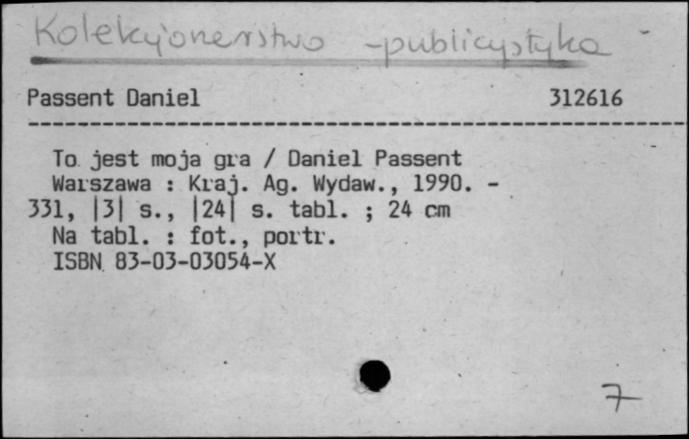 Kolekcjonerstwo - publicystyka
Passent Daniel 312616
To jest moja gra / Daniel Passent
Warszawa : Kraj. Ag. Wydaw., 1990. -
331, |3| s., |24| s. tabl. ; 24 cm
Na tabl. : fot., portr.
ISBN 83-03-03054-X
7